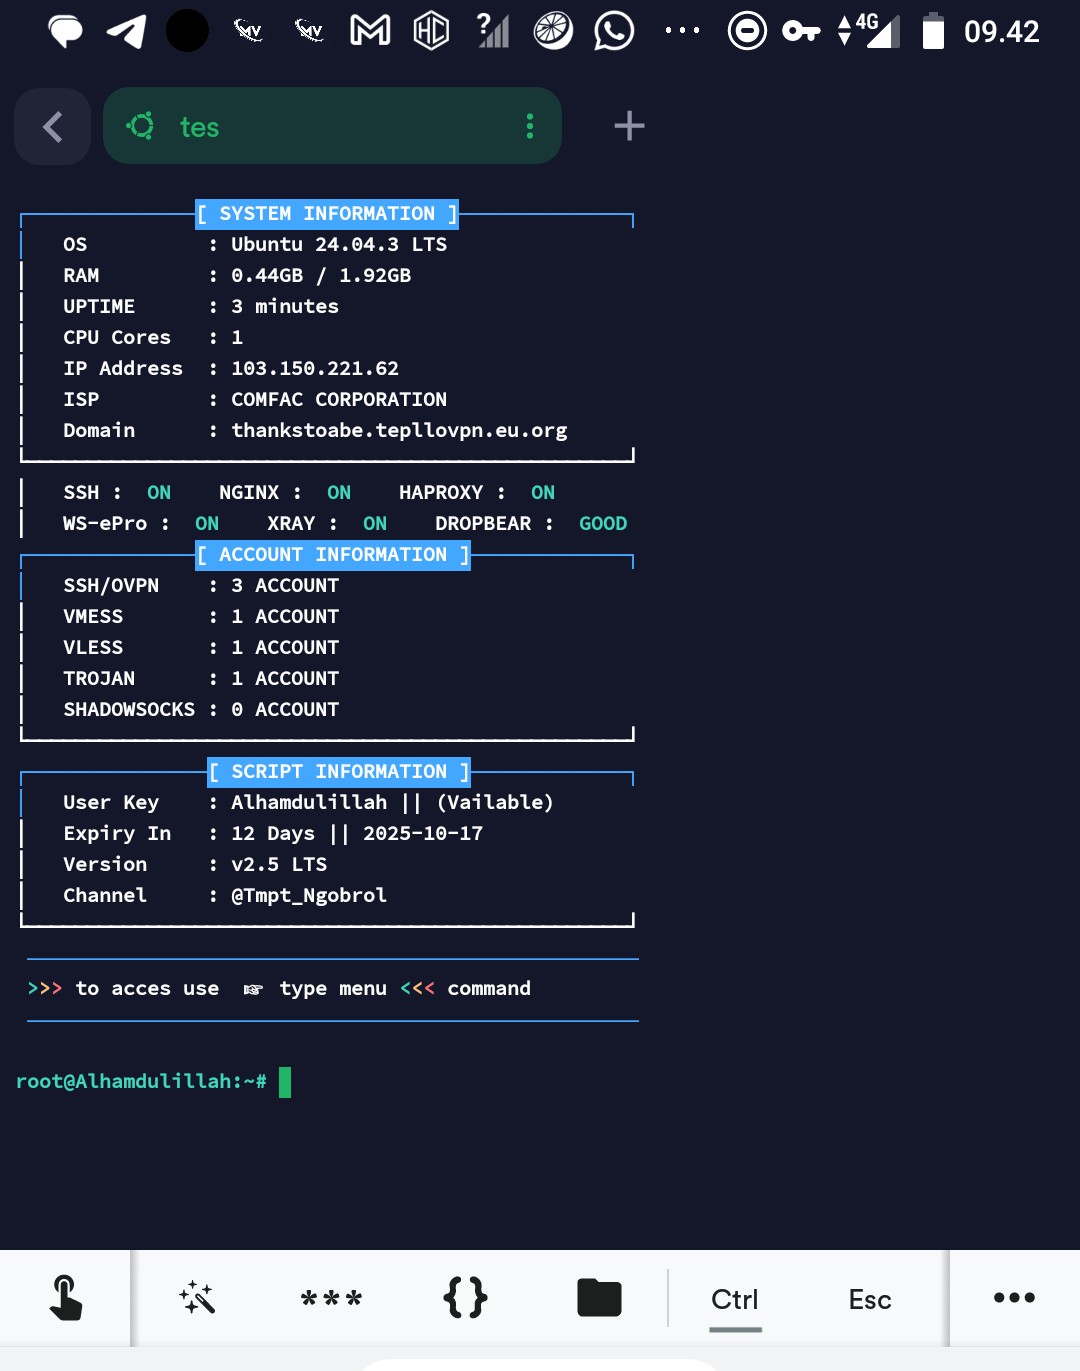 09.42
4G
tes
[ SYSTEM INFORMATION ]
OS : Ubuntu 24.04.3 LTS
RAM : 0.44GB / 1.92GB
UPTIME : 3 minutes
CPU Cores : 1
IP Address : 103.150.221.62
ISP : COMFAC CORPORATION
Domain : thankstoabe.tepllovpn.eu.org
SSH : ON NGINX : ON HAPROXY : ON
WS-ePro : ON XRAY : ON DROPBEAR : GOOD
[ ACCOUNT INFORMATION ]
SSH/OVPN : 3 ACCOUNT
VMESS : 1 ACCOUNT
VLESS : 1 ACCOUNT
TROJAN : 1 ACCOUNT
SHADOWSOCKS : 0 ACCOUNT
[ SCRIPT INFORMATION ]
User Key : Alhamdulillah || (Vailable)
Expiry In : 12 Days || 2025-10-17
Version : v2.5 LTS
Channel : @Tmpt_Ngobrol
>>> to acces use ☞ type menu <<< command
root@Alhamdulillah:~#
*** {} Ctrl Esc